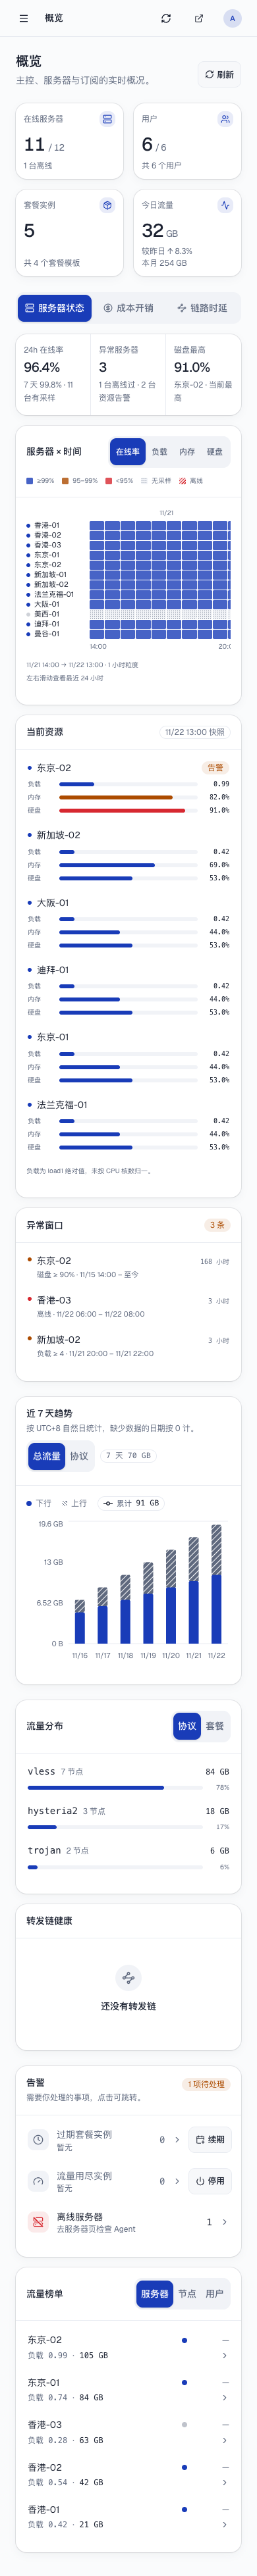 概览
A
概览
主控、服务器与订阅的实时概况。
刷新
在线服务器
11 / 12
1 台离线
用户
6 / 6
共 6 个用户
套餐实例
5
共 4 个套餐模板
今日流量
32 GB
较昨日 ↑ 8.3%
本月 254 GB
服务器状态
成本开销
链路时延
24h 在线率
96.4%
7 天 99.8% · 11 台有采样
异常服务器
3
1 台离线过 · 2 台资源告警
磁盘最高
91.0%
东京-02 · 当前最高
服务器 × 时间
在线率 负载 内存 硬盘
≥99% 95–99% <95% 无采样 离线
11/21
香港-01
香港-02
香港-03
东京-01
东京-02
新加坡-01
新加坡-02
法兰克福-01
大阪-01
美西-01
迪拜-01
曼谷-01
14:00
11/21 14:00 → 11/22 13:00 · 1 小时粒度
左右滑动查看最近 24 小时
当前资源
11/22 13:00 快照
东京-02
告警
负载 0.99
内存 82.0%
硬盘 91.0%
新加坡-02
负载 0.42
内存 69.0%
硬盘 53.0%
大阪-01
负载 0.42
内存 44.0%
硬盘 53.0%
迪拜-01
负载 0.42
内存 44.0%
硬盘 53.0%
东京-01
负载 0.42
内存 44.0%
硬盘 53.0%
法兰克福-01
负载 0.42
内存 44.0%
硬盘 53.0%
负载为 load1 绝对值，未按 CPU 核数归一。
异常窗口
3 条
东京-02
168 小时
磁盘 ≥ 90% · 11/15 14:00 – 至今
香港-03
3 小时
离线 · 11/22 06:00 – 11/22 08:00
新加坡-02
3 小时
负载 ≥ 4 · 11/21 20:00 – 11/21 22:00
近 7 天趋势
按 UTC+8 自然日统计，缺少数据的日期按 0 计。
总流量 协议
7 天 70 GB
下行 上行 累计 91 GB
19.6 GB
13 GB
6.52 GB
0 B
11/16 11/17 11/18 11/19 11/20 11/21 11/22
流量分布
协议 套餐
vless 7 节点 84 GB
78%
hysteria2 3 节点 18 GB
17%
trojan 2 节点 6 GB
6%
转发链健康
还没有转发链
告警
1 项待处理
需要你处理的事项，点击可跳转。
过期套餐实例
暂无
0
续期
流量用尽实例
暂无
0
停用
离线服务器
去服务器页检查 Agent
1
流量榜单
服务器 节点 用户
东京-02 —
负载 0.99 · 105 GB
东京-01 —
负载 0.74 · 84 GB
香港-03 —
负载 0.28 · 63 GB
香港-02 —
负载 0.54 · 42 GB
香港-01 —
负载 0.42 · 21 GB